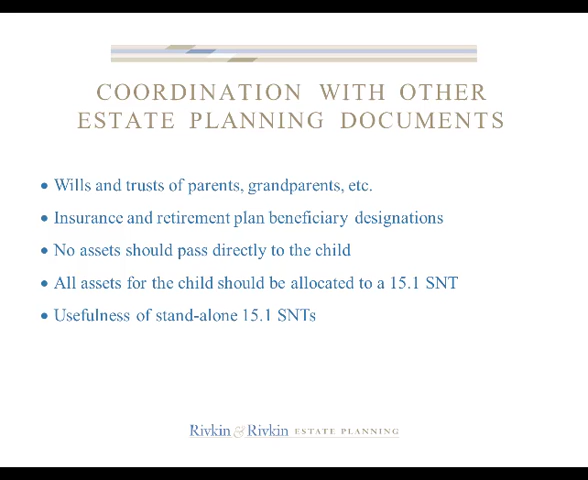 COORDINATION WITH OTHER
ESTATE PLANNING DOCUMENTS
• Wills and trusts of parents, grandparents, etc.
• Insurance and retirement plan beneficiary designations
• No assets should pass directly to the child
• All assets for the child should be allocated to a 15.1 SNT
• Usefulness of stand-alone 15.1 SNTs
Rivkin & Rivkin ESTATE PLANNING